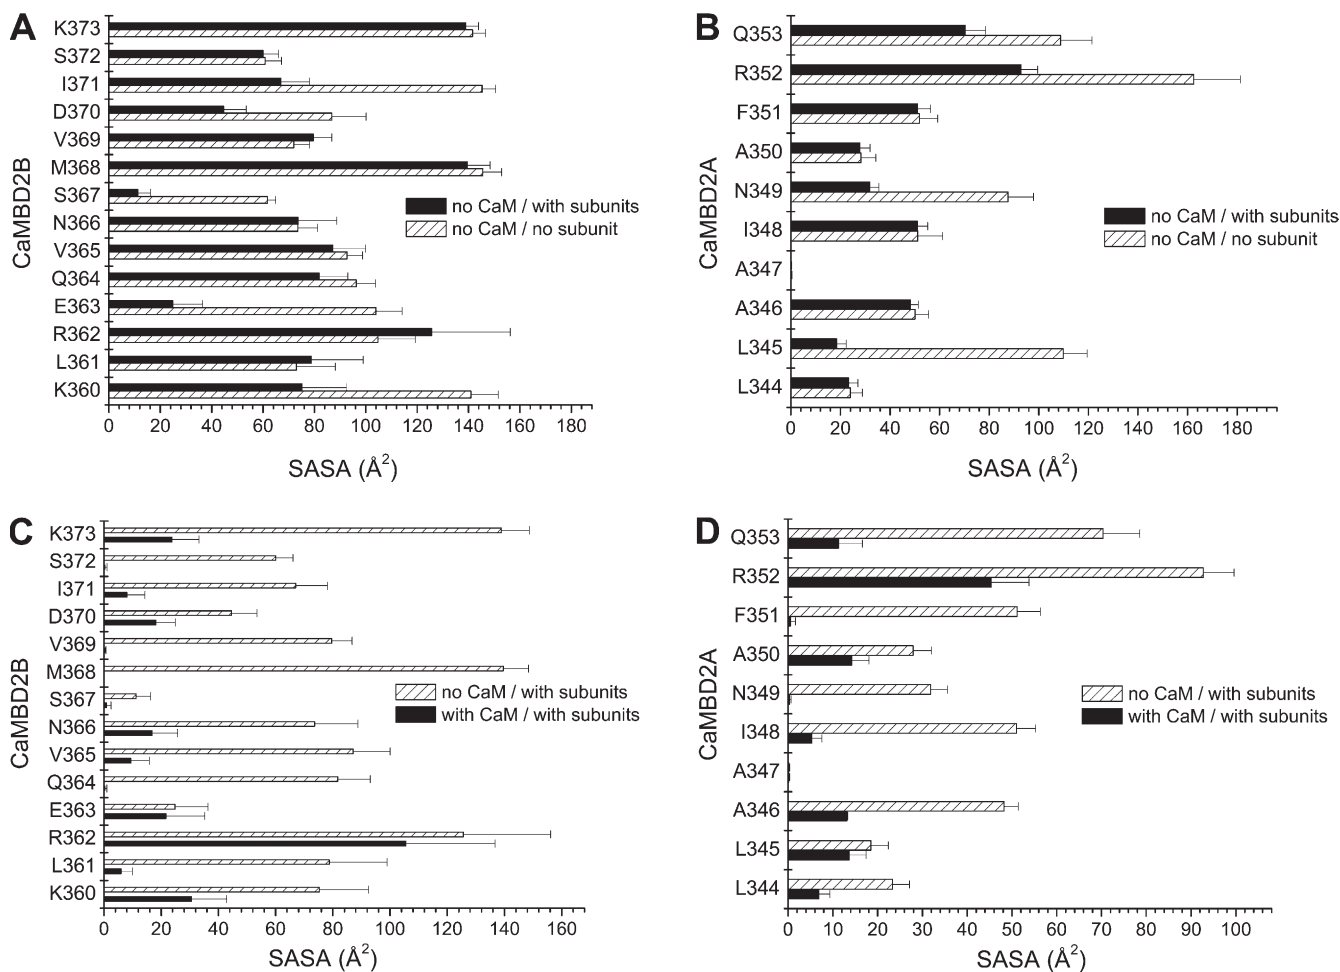 A
CaMBD2B
K373
S372
I371
D370
V369
M368
S367
N366
V365
Q364
E363
R362
L361
K360
no CaM / with subunits
no CaM / no subunit
0 20 40 60 80 100 120 140 160 180
SASA (Å²)
B
CaMBD2A
Q353
R352
F351
A350
N349
I348
A347
A346
L345
L344
no CaM / with subunits
no CaM / no subunit
0 20 40 60 80 100 120 140 160 180
SASA (Å²)
C
CaMBD2B
K373
S372
I371
D370
V369
M368
S367
N366
V365
Q364
E363
R362
L361
K360
no CaM / with subunits
with CaM / with subunits
0 20 40 60 80 100 120 140 160
SASA (Å²)
D
CaMBD2A
Q353
R352
F351
A350
N349
I348
A347
A346
L345
L344
no CaM / with subunits
with CaM / with subunits
0 10 20 30 40 50 60 70 80 90 100
SASA (Å²)